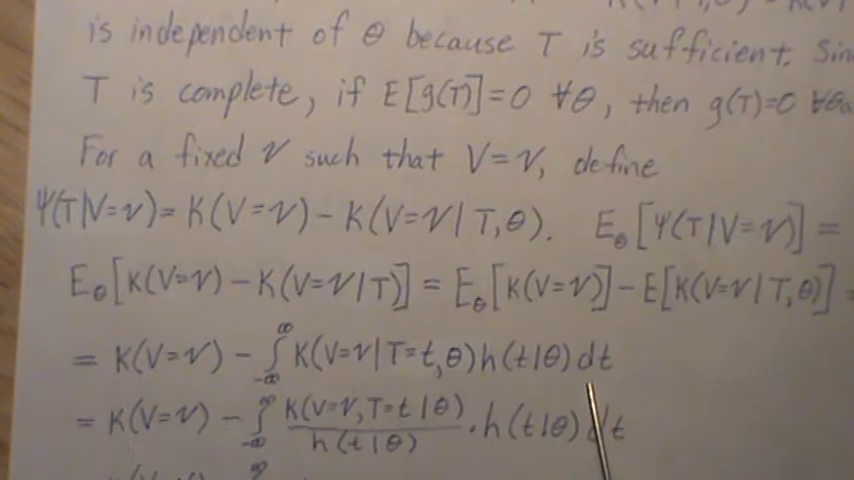 is independent of θ because T is sufficient. Sin
T is complete, if E[g(T)]=0 ∀θ, then g(T)=0 ∀θ
For a fixed v such that V=v, define
Ψ(T|V=v)= K(V=v) − K(V=v|T,θ). E_θ[Ψ(T|V=v)] =
E_θ[K(V=v) − K(V=v|T)] = E_θ[K(V=v)] − E[K(V=v|T,θ)] =
= K(V=v) − ∫_{-∞}^{∞} K(V=v|T=t,θ)h(t|θ)dt
= K(V=v) − ∫_{-∞}^{∞} K(V=v,T=t|θ)/h(t|θ) · h(t|θ)dt